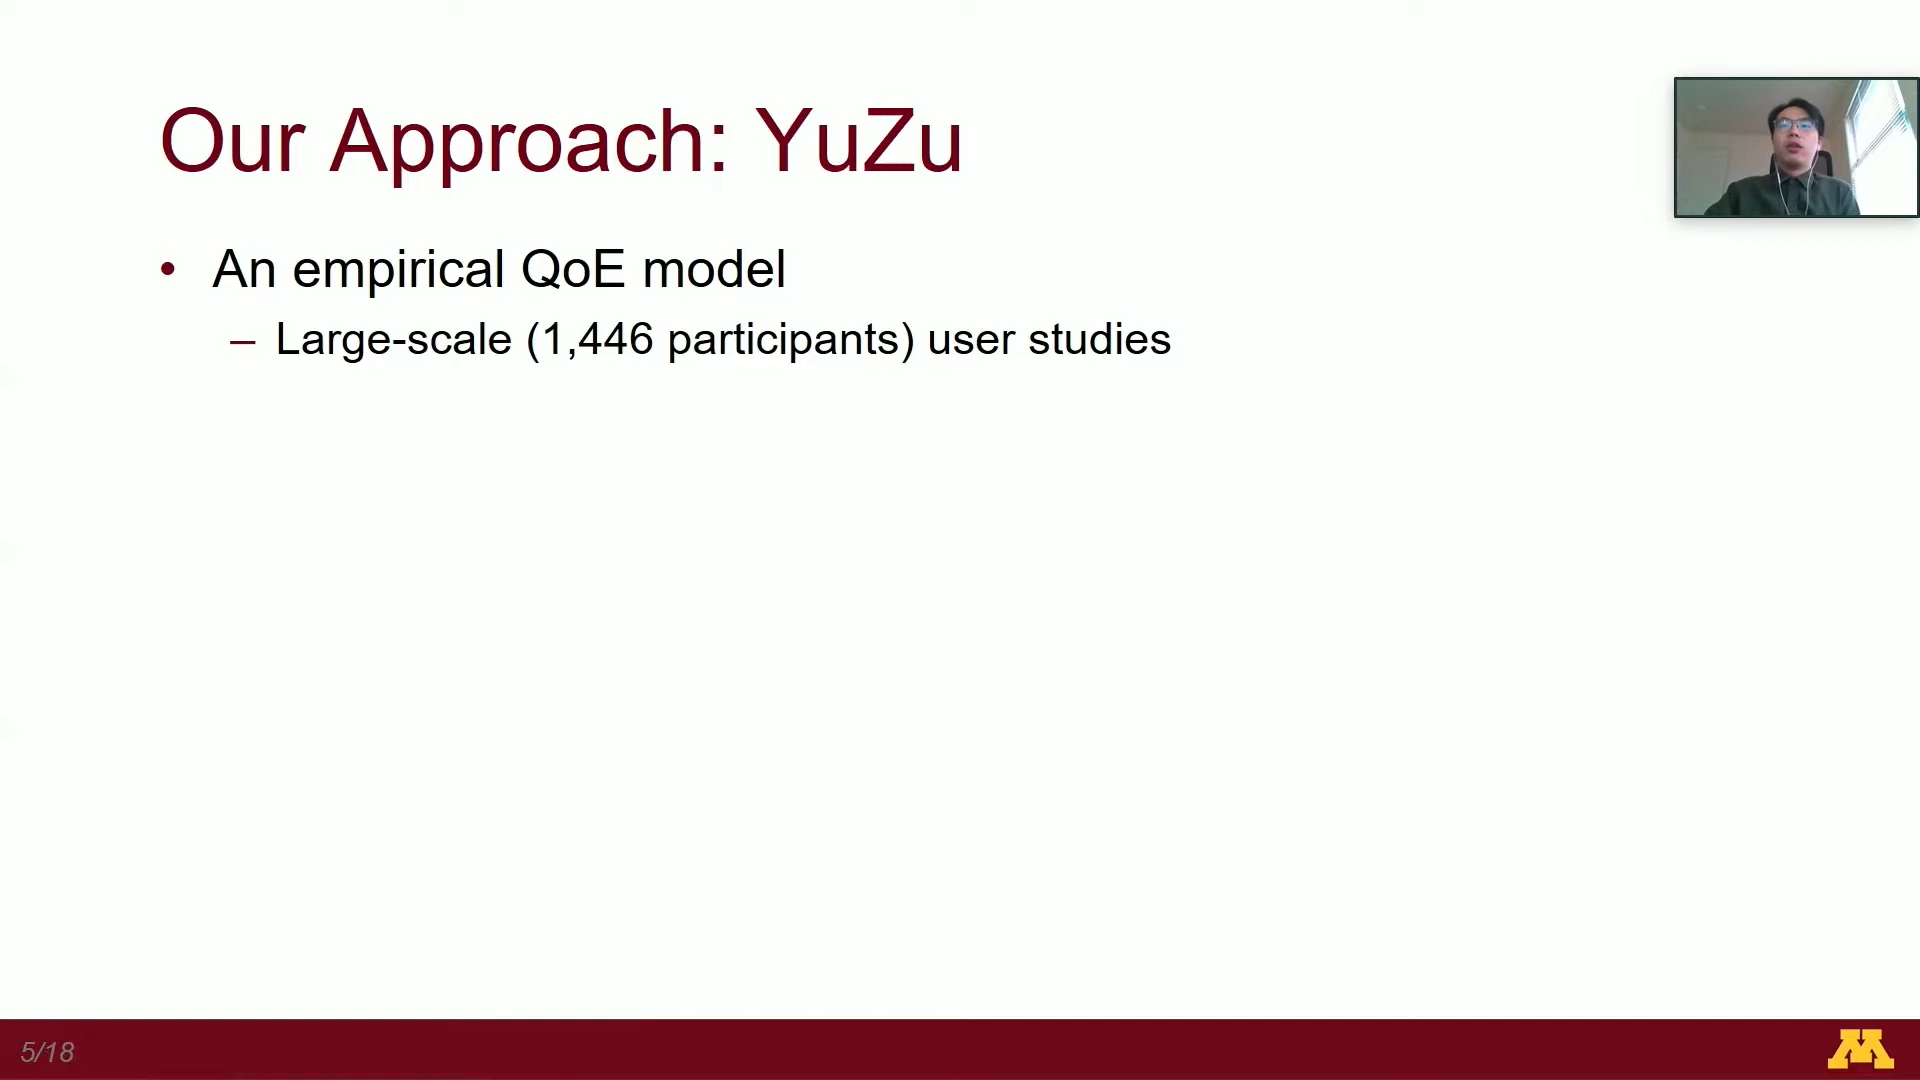 Our Approach: YuZu
• An empirical QoE model
– Large-scale (1,446 participants) user studies
5/18
M